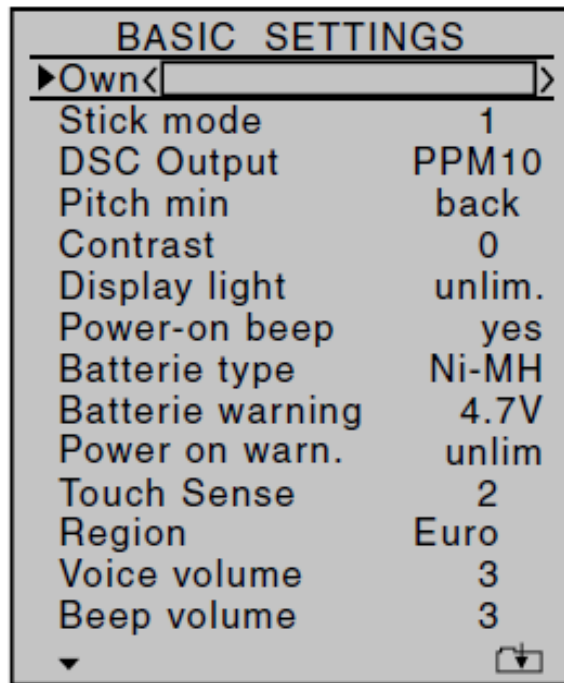 BASIC SETTINGS
Own
Stick mode 1
DSC Output PPM10
Pitch min back
Contrast 0
Display light unlim.
Power-on beep yes
Batterie type Ni-MH
Batterie warning 4.7V
Power on warn. unlim
Touch Sense 2
Region Euro
Voice volume 3
Beep volume 3